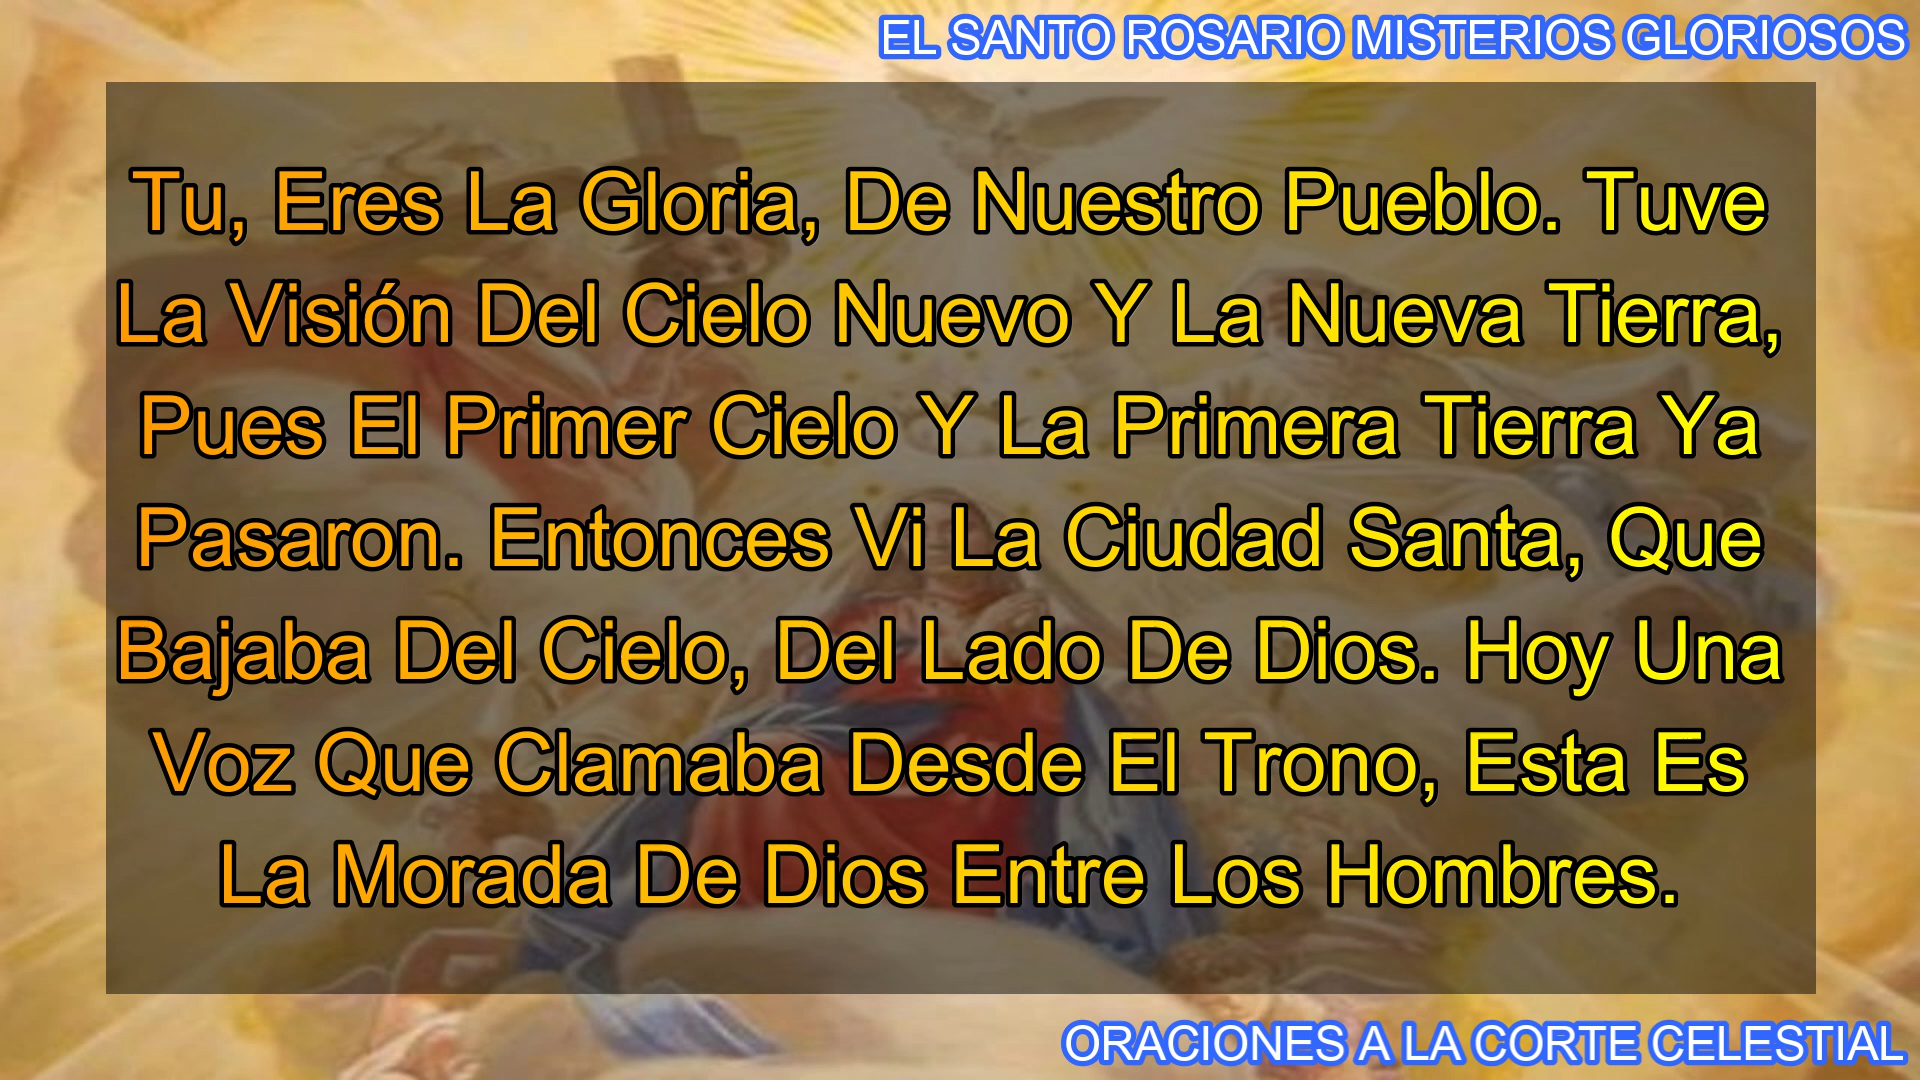 EL SANTO ROSARIO MISTERIOS GLORIOSOS
Tu, Eres La Gloria, De Nuestro Pueblo. Tuve
La Visión Del Cielo Nuevo Y La Nueva Tierra,
Pues El Primer Cielo Y La Primera Tierra Ya
Pasaron. Entonces Vi La Ciudad Santa, Que
Bajaba Del Cielo, Del Lado De Dios. Hoy Una
Voz Que Clamaba Desde El Trono, Esta Es
La Morada De Dios Entre Los Hombres.
ORACIONES A LA CORTE CELESTIAL